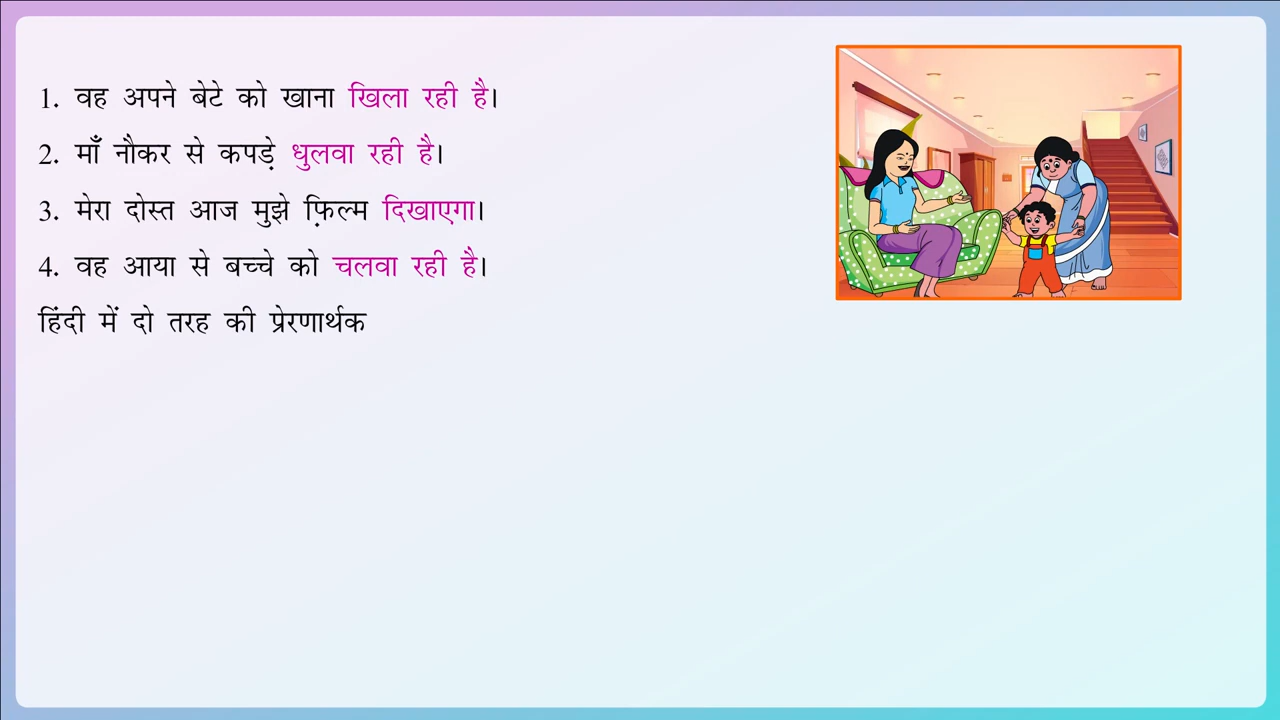 1. वह अपने बेटे को खाना खिला रही है।
2. माँ नौकर से कपड़े धुलवा रही है।
3. मेरा दोस्त आज मुझे फ़िल्म दिखाएगा।
4. वह आया से बच्चे को चलवा रही है।
हिंदी में दो तरह की प्रेरणार्थक